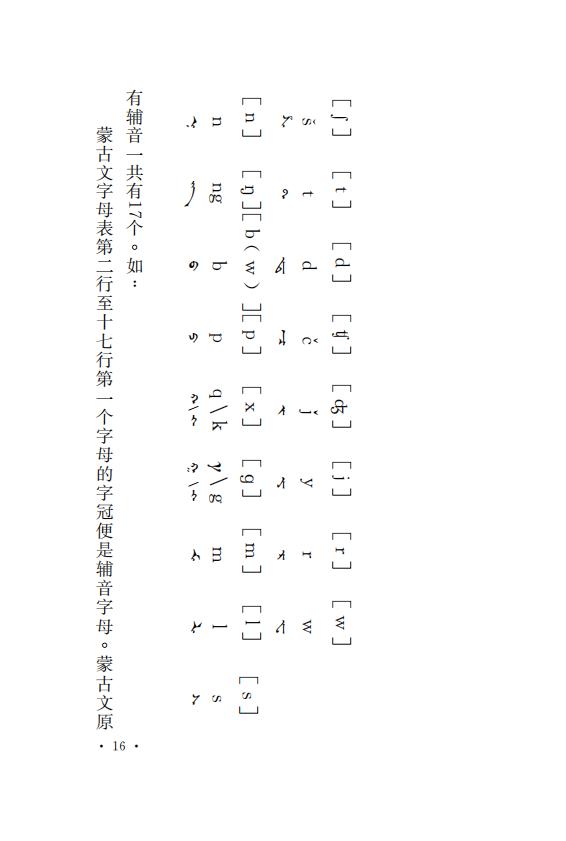 蒙古文字母表第二行至十七行第一个字母的字冠便是辅音字母。蒙古文原
有辅音一共有17个。如：
ᠨ ᠩ ᠪ ᠫ ᠬ\ᠬ ᠭ\ᠭ ᠮ ᠯ ᠰ
n ng b p q\k γ\g m l s
[n] [ŋ] [b(w)] [p] [x] [g] [m] [l] [s]
ᠱ ᠲ ᠳ ᠴ ᠵ ᠶ ᠷ ᠸ
š t d č ǰ y r w
[ʃ] [t] [d] [ʧ] [ʤ] [j] [r] [w]
• 16 •